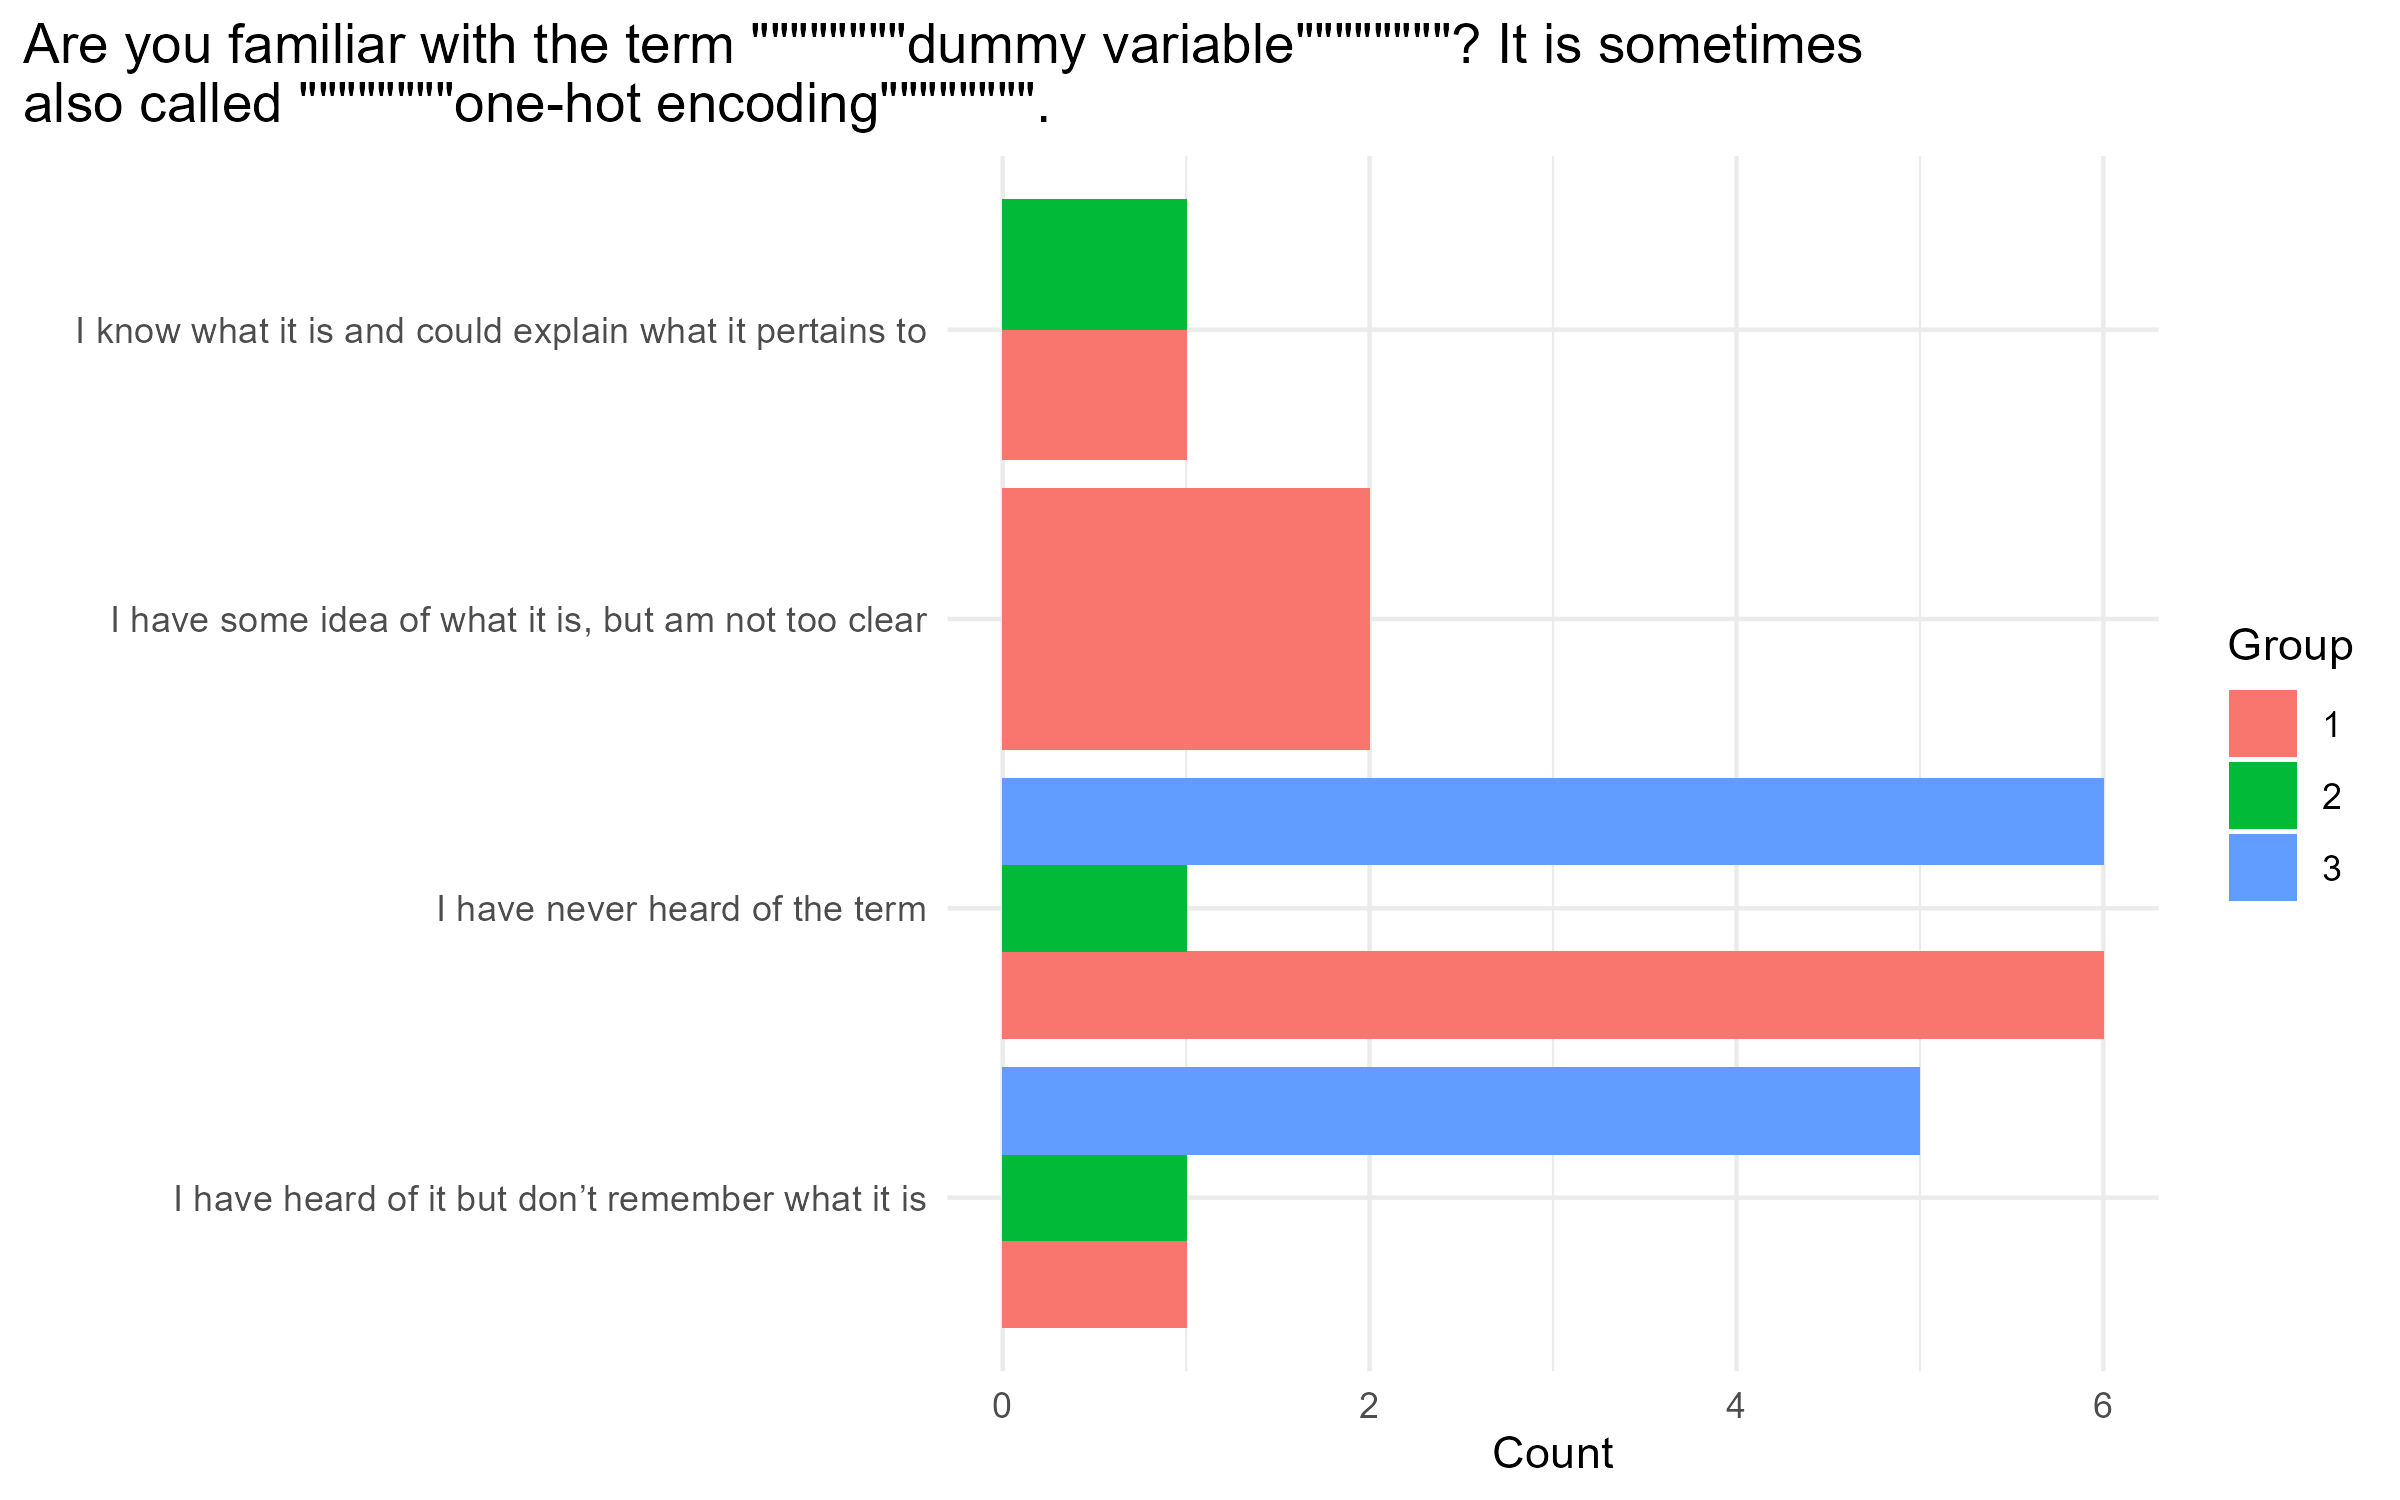 Are you familiar with the term """"""""dummy variable""""""""? It is sometimes
also called """"""""one-hot encoding"""""""".
I know what it is and could explain what it pertains to
I have some idea of what it is, but am not too clear
I have never heard of the term
I have heard of it but don’t remember what it is
Group
1
2
3
0 2 4 6
Count